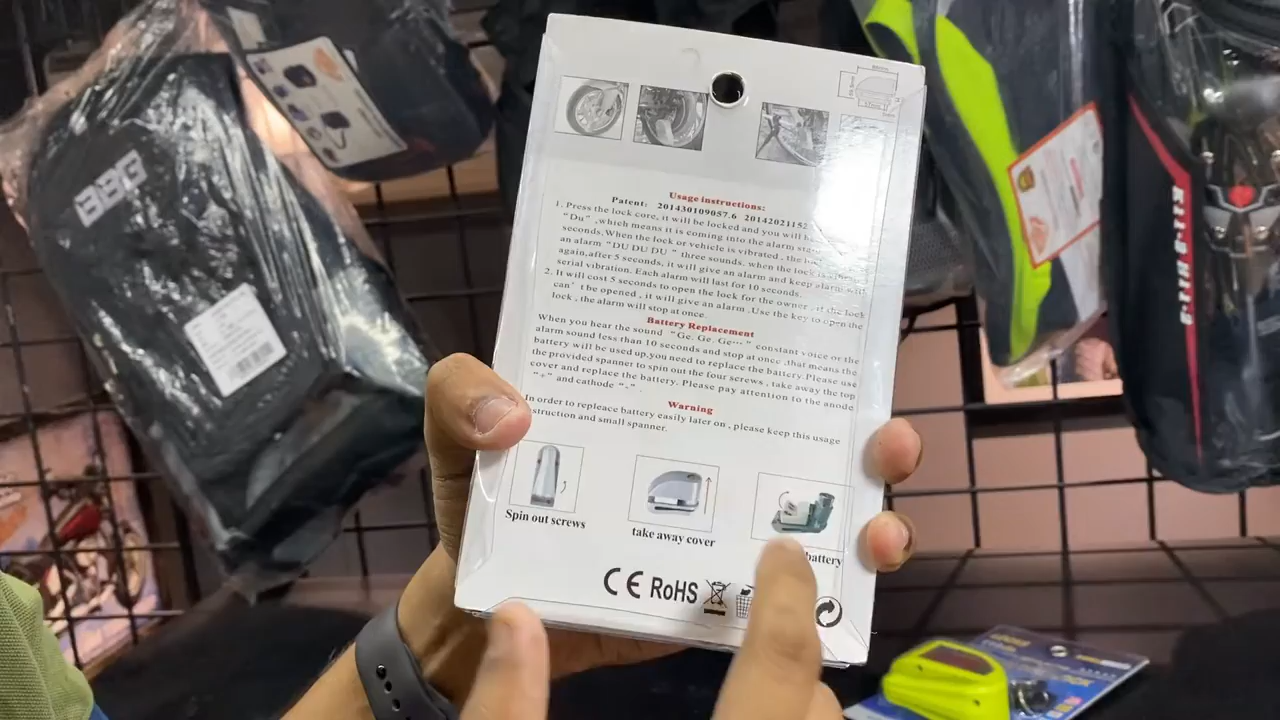 BBG
Usage instructions:
Patent: 201430109057.6 2014202115
1. Press the lock core, it will be locked and you will
"Du" ,which means it is coming into the alarm
seconds.When the lock or vehicle is vibrated , the
an alarm "DU DU DU " three sounds. when the lock is
again,after 5 seconds, it will give an alarm and keep alarm
serial vibration. Each alarm will last for 10 seconds.
2. It will cost 5 seconds to open the lock for the owner , if the lock
can' t be opened , it will give an alarm .Use the key to open the
lock , the alarm will stop at once.
Battery Replacement
When you hear the sound "Ge. Ge. Ge…" constant voice or the
alarm sound less than 10 seconds and stop at once ,that means the
battery will be used up,you need to replace the battery.Please use
the provided spanner to spin out the four screws , take away the top
cover and replace the battery. Please pay attention to the anode
"+" and cathode "-" .
Warning
In order to repleace battery easily later on , please keep this usage
struction and small spanner.
Spin out screws
take away cover
battery
CE RoHS